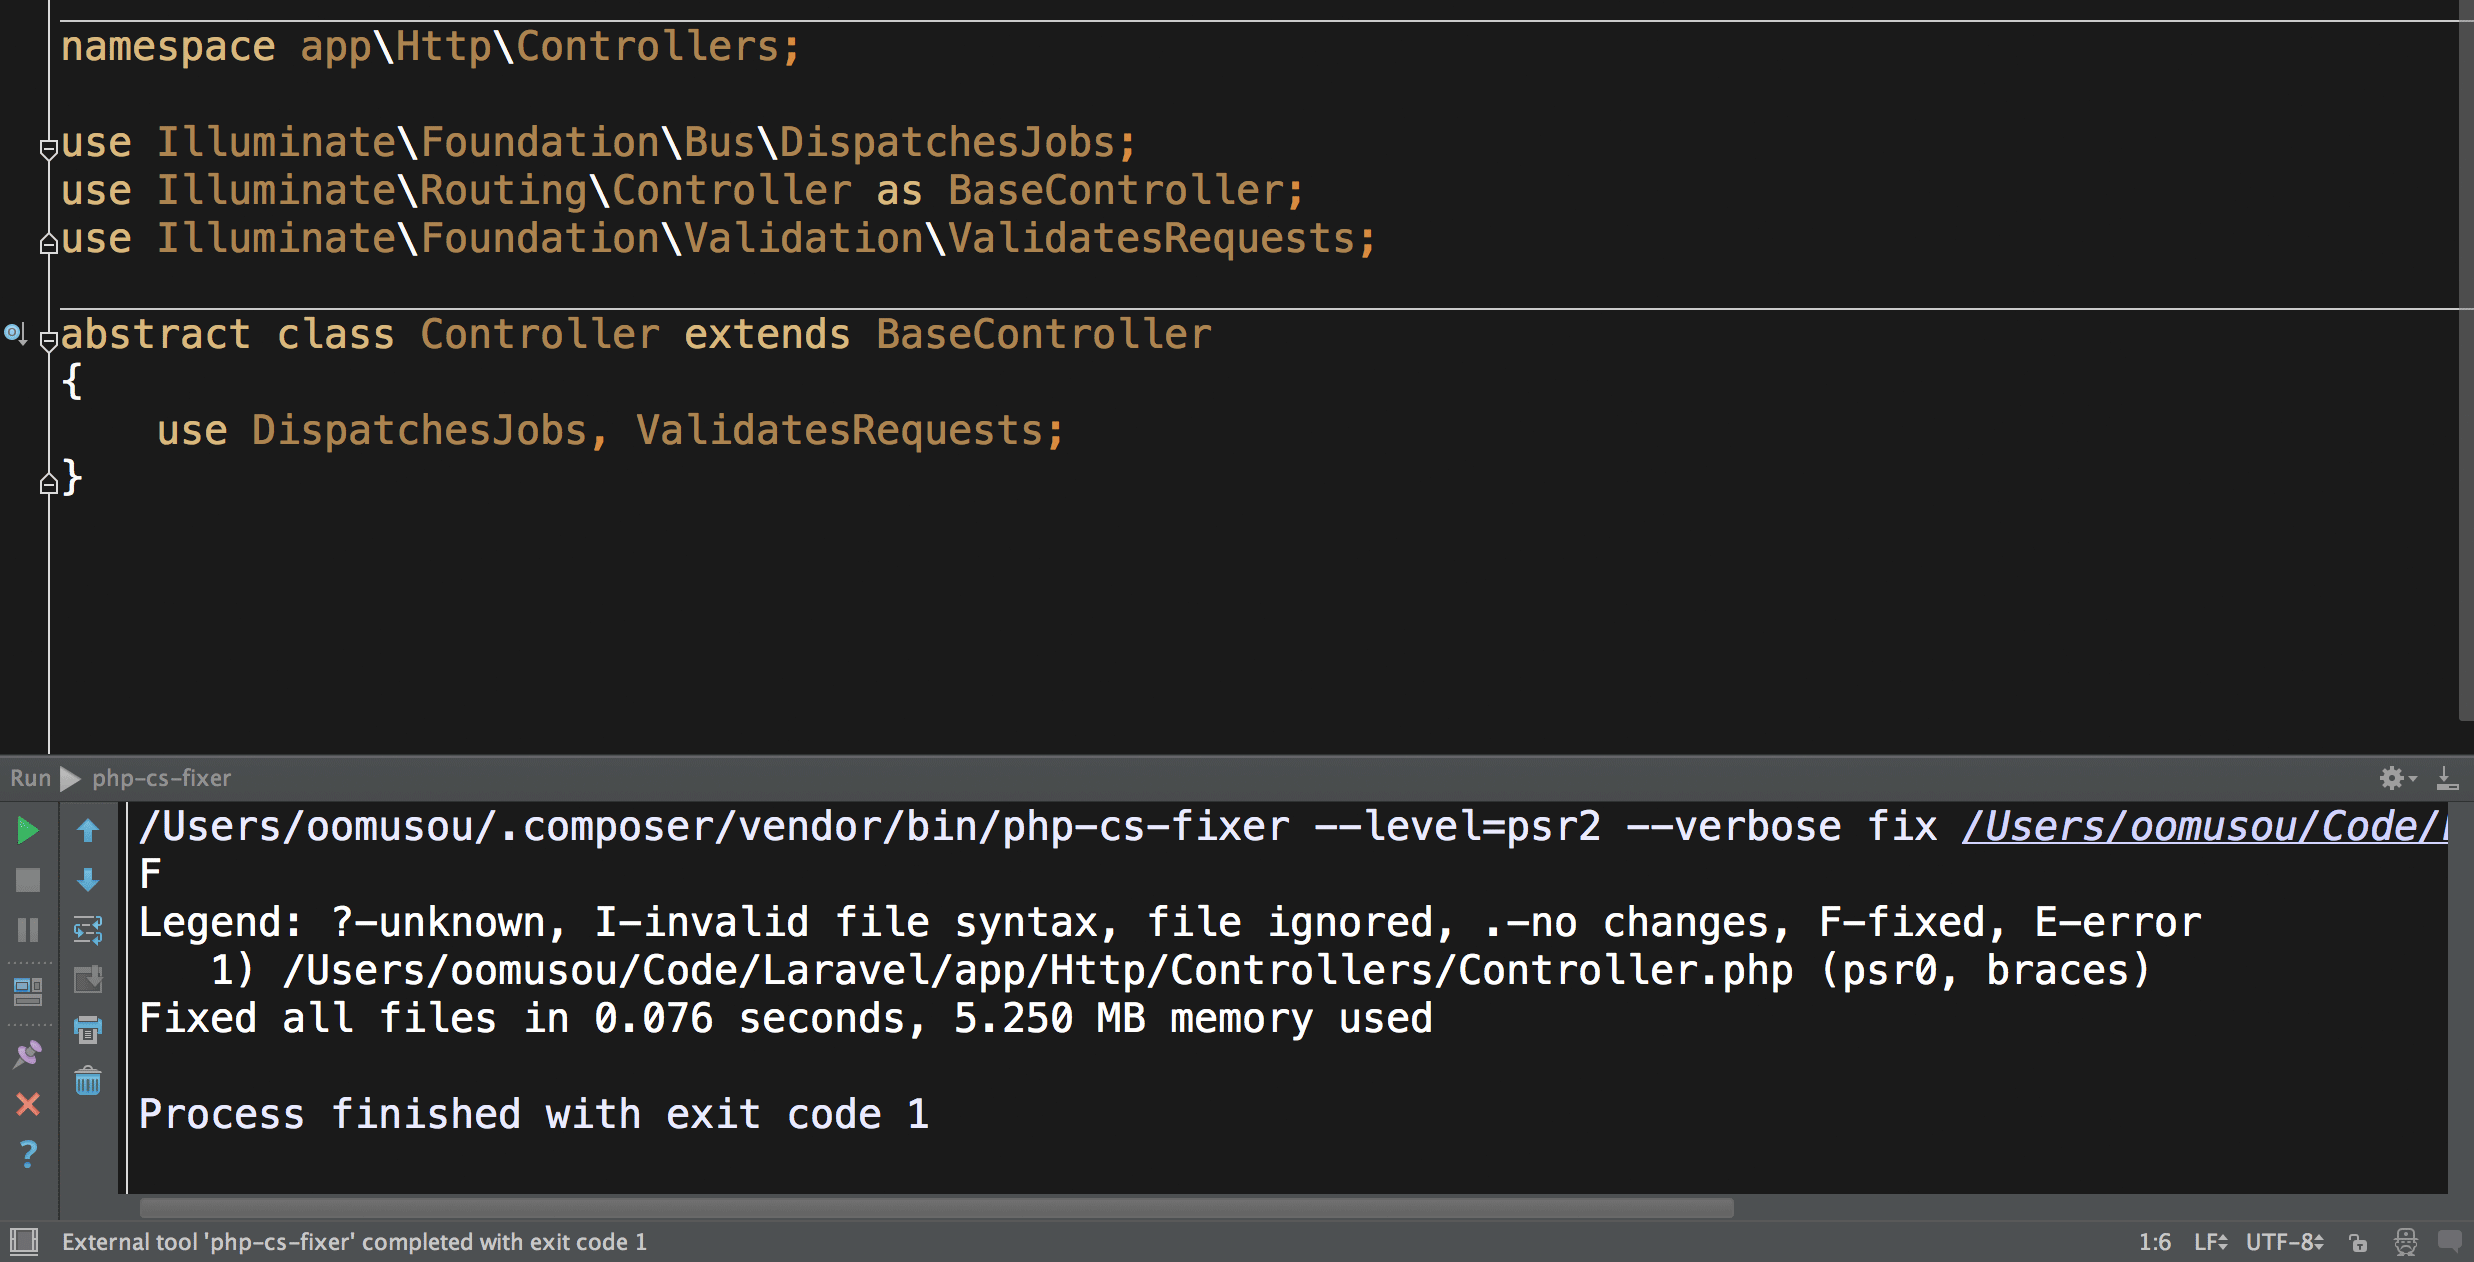 namespace app\Http\Controllers;
use Illuminate\Foundation\Bus\DispatchesJobs;
use Illuminate\Routing\Controller as BaseController;
use Illuminate\Foundation\Validation\ValidatesRequests;
abstract class Controller extends BaseController
{
    use DispatchesJobs, ValidatesRequests;
}
Run php-cs-fixer
/Users/oomusou/.composer/vendor/bin/php-cs-fixer --level=psr2 --verbose fix /Users/oomusou/Code/
F
Legend: ?-unknown, I-invalid file syntax, file ignored, .-no changes, F-fixed, E-error
   1) /Users/oomusou/Code/Laravel/app/Http/Controllers/Controller.php (psr0, braces)
Fixed all files in 0.076 seconds, 5.250 MB memory used
Process finished with exit code 1
External tool 'php-cs-fixer' completed with exit code 1 1:6 LF UTF-8